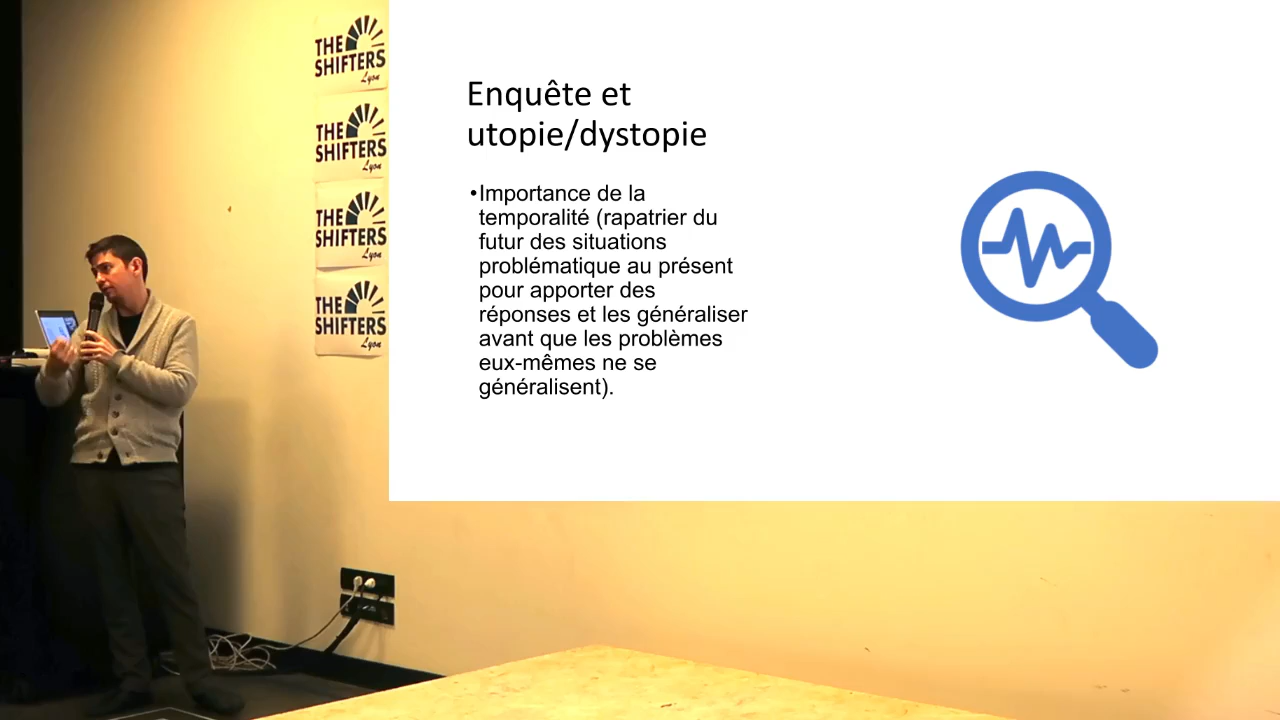 THE
SHIFTERS
Lyon
THE
SHIFTERS
Lyon
THE
SHIFTERS
Lyon
THE
SHIFTERS
Lyon
Enquête et
utopie/dystopie
•Importance de la
temporalité (rapatrier du
futur des situations
problématique au présent
pour apporter des
réponses et les généraliser
avant que les problèmes
eux-mêmes ne se
généralisent).